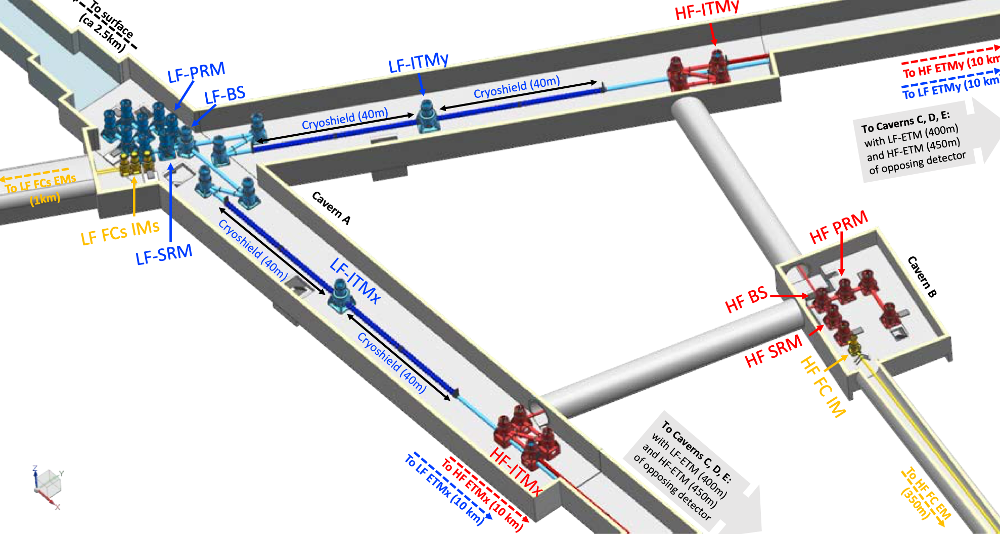 To surface
(ca 2.5km)
LF-PRM
LF-BS
LF-ITMy
HF-ITMy
Cryoshield (40m)
Cryoshield (40m)
To HF ETMy (10 km
To LF ETMy (10 km)
To Caverns C, D, E:
with LF-ETM (400m)
and HF-ETM (450m)
of opposing detector
To LF FCs EMs
(1km)
LF FCs IMs
LF-SRM
Cavern A
Cryoshield (40m)
LF-ITMx
Cryoshield (40m)
HF PRM
Cavern B
HF BS
HF SRM
HF FC IM
HF-ITMx
To LF ETMx (10 km)
To HF ETMx (10 km)
To Caverns C, D, E:
with LF-ETM (400m)
and HF-ETM (450m)
of opposing detector
To HF FC EM
(350m)
Z
Y
X